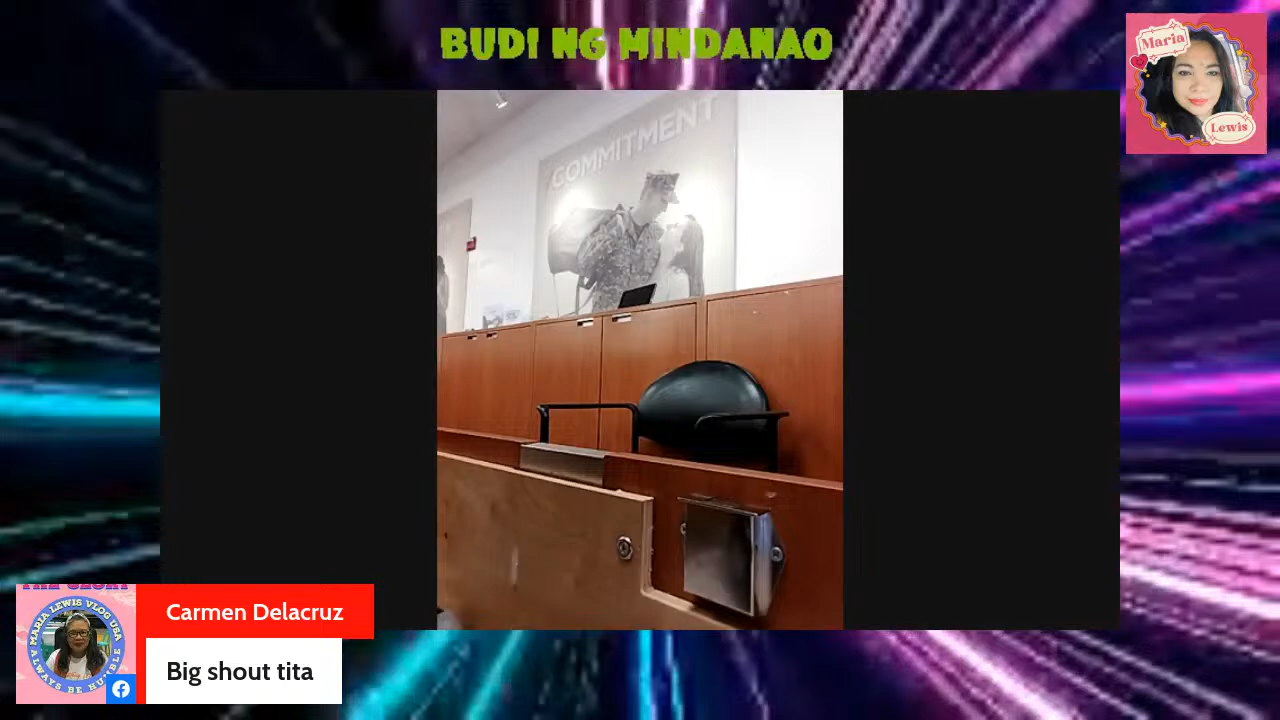 BUDI NG MINDANAO
Maria
Lewis
COMMITMENT
MARIA LEWIS VLOG USA
ALWAYS BE HUMBLE
Carmen Delacruz
Big shout tita